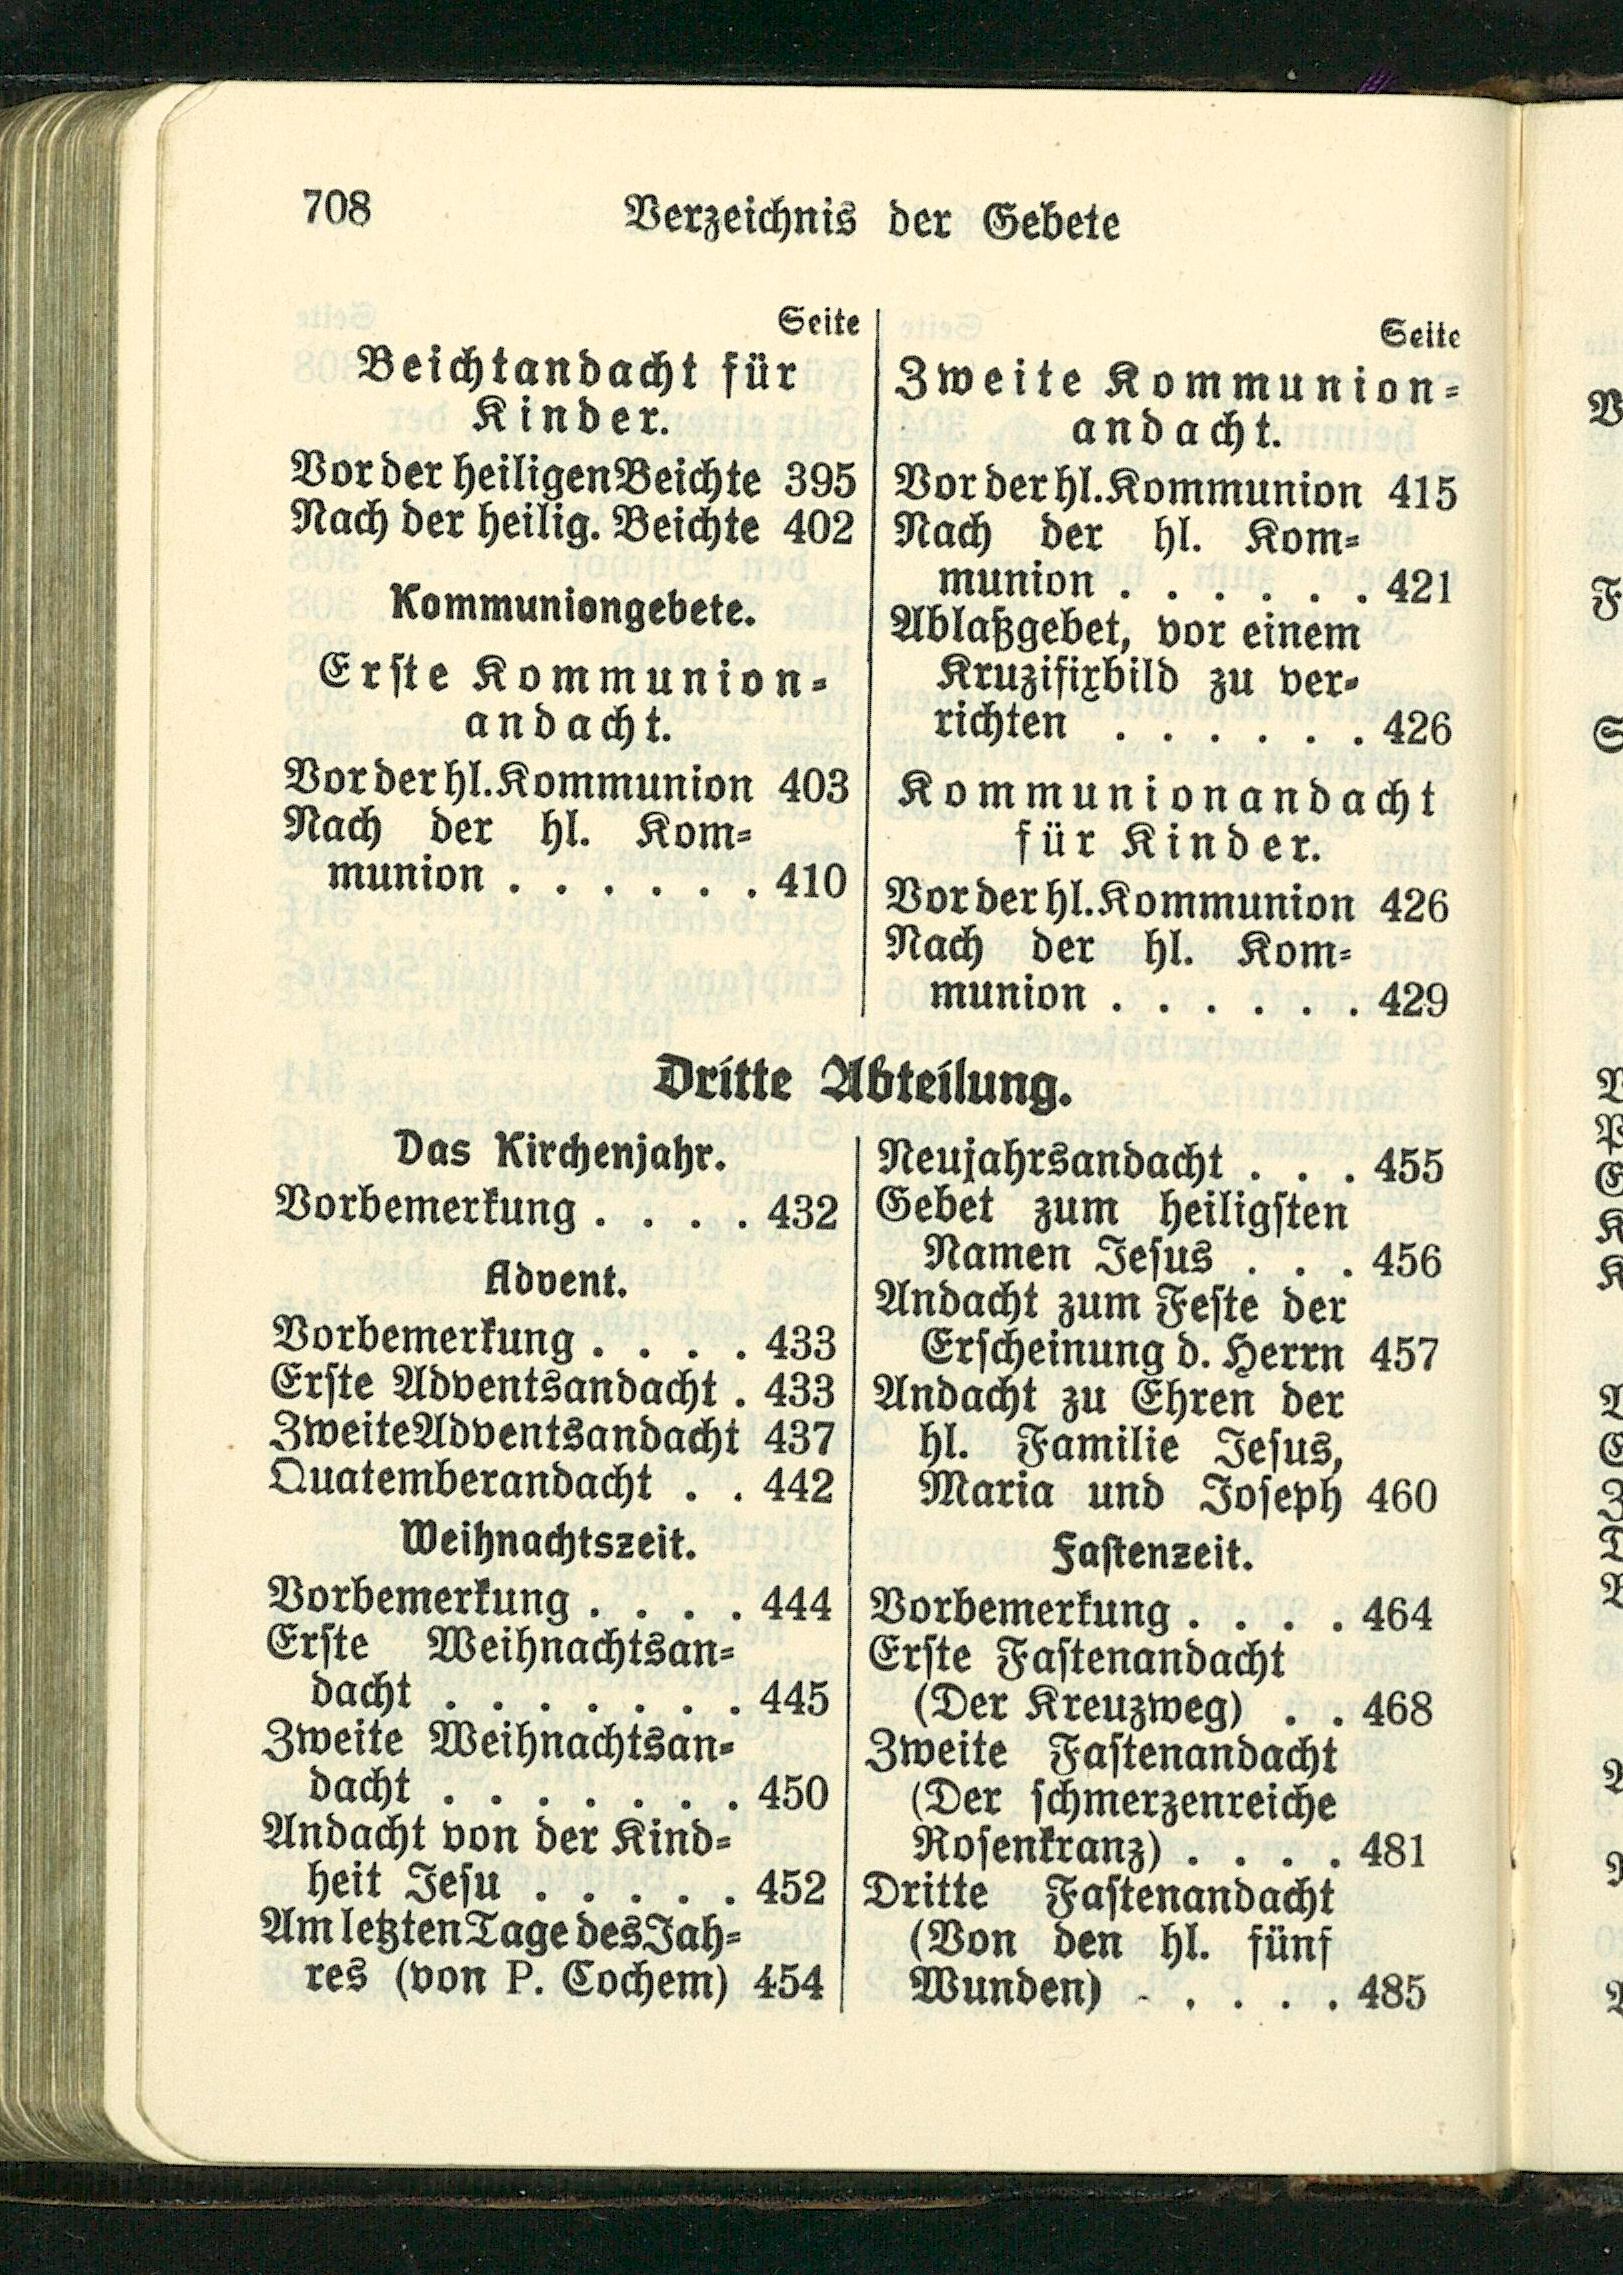 708
Verzeichnis der Gebete
Seite
Beichtandacht für
Kinder.
Vor der heiligen Beichte 395
Nach der heilig. Beichte 402
Kommuniongebete.
Erste Kommunion-
andacht.
Vor der hl. Kommunion 403
Nach der hl. Kom-
munion . . . . . . 410
Seite
Zweite Kommunion-
andacht.
Vor der hl. Kommunion 415
Nach der hl. Kom-
munion . . . . . . 421
Ablaßgebet, vor einem
Kruzifixbild zu ver-
richten . . . . . . 426
Kommunionandacht
für Kinder.
Vor der hl. Kommunion 426
Nach der hl. Kom-
munion . . . . . . 429
Dritte Abteilung.
Das Kirchenjahr.
Vorbemerkung . . . . 432
Advent.
Vorbemerkung . . . . 433
Erste Adventsandacht . 433
Zweite Adventsandacht 437
Quatemberandacht . . 442
Weihnachtszeit.
Vorbemerkung . . . . 444
Erste Weihnachtsan-
dacht . . . . . . . 445
Zweite Weihnachtsan-
dacht . . . . . . . 450
Andacht von der Kind-
heit Jesu . . . . . 452
Am letzten Tage des Jah-
res (von P. Cochem) 454
Neujahrsandacht . . . 455
Gebet zum heiligsten
Namen Jesus . . . 456
Andacht zum Feste der
Erscheinung d. Herrn 457
Andacht zu Ehren der
hl. Familie Jesus,
Maria und Joseph 460
Fastenzeit.
Vorbemerkung . . . . 464
Erste Fastenandacht
(Der Kreuzweg) . . 468
Zweite Fastenandacht
(Der schmerzenreiche
Rosenkranz) . . . . 481
Dritte Fastenandacht
(Von den hl. fünf
Wunden) . . . . . 485